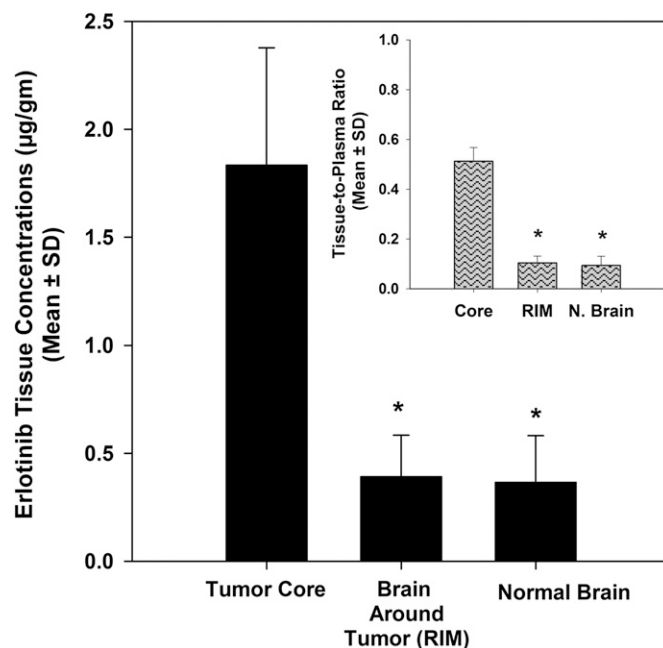 Erlotinib Tissue Concentrations (µg/gm)
(Mean ± SD)
2.5
2.0
1.5
1.0
0.5
0.0
*
*
Tumor Core
Brain
Around
Tumor (RIM)
Normal Brain
Tissue-to-Plasma Ratio
(Mean ± SD)
1.0
0.8
0.6
0.4
0.2
0.0
*
*
Core
RIM
N. Brain